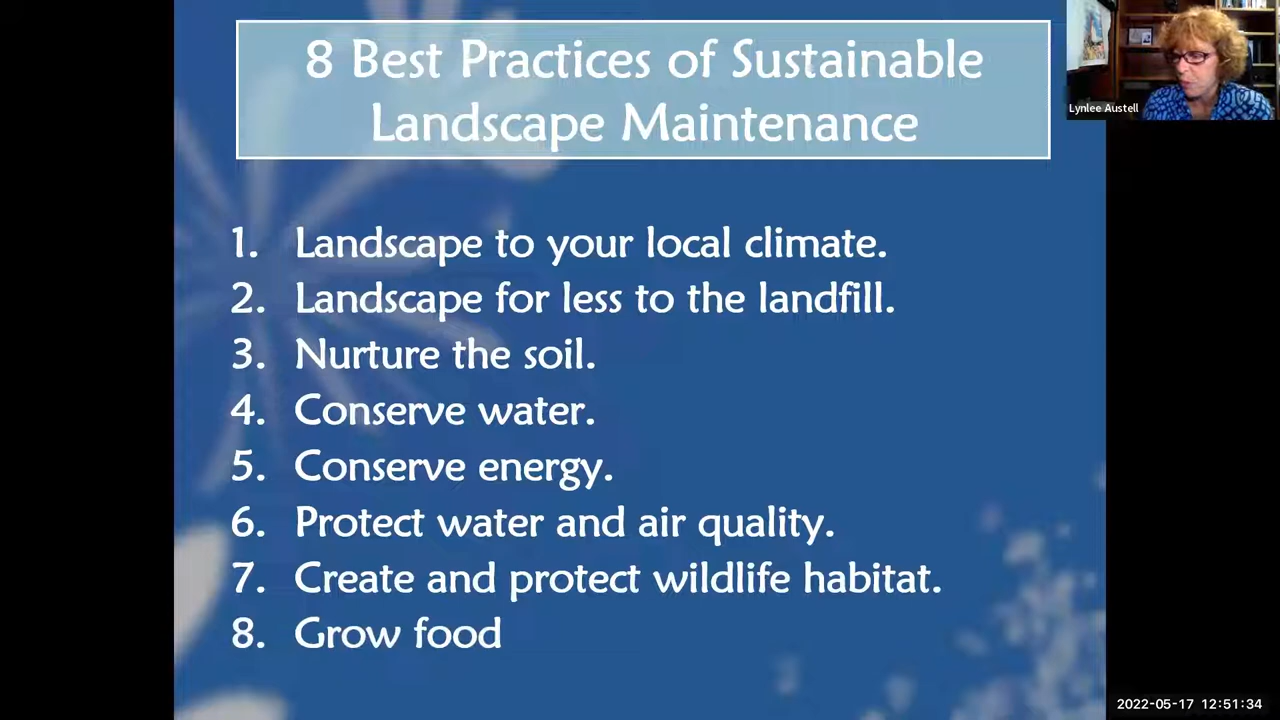 8 Best Practices of Sustainable
Landscape Maintenance
Lynlee Austell
1. Landscape to your local climate.
2. Landscape for less to the landfill.
3. Nurture the soil.
4. Conserve water.
5. Conserve energy.
6. Protect water and air quality.
7. Create and protect wildlife habitat.
8. Grow food
2022-05-17 12:51:34